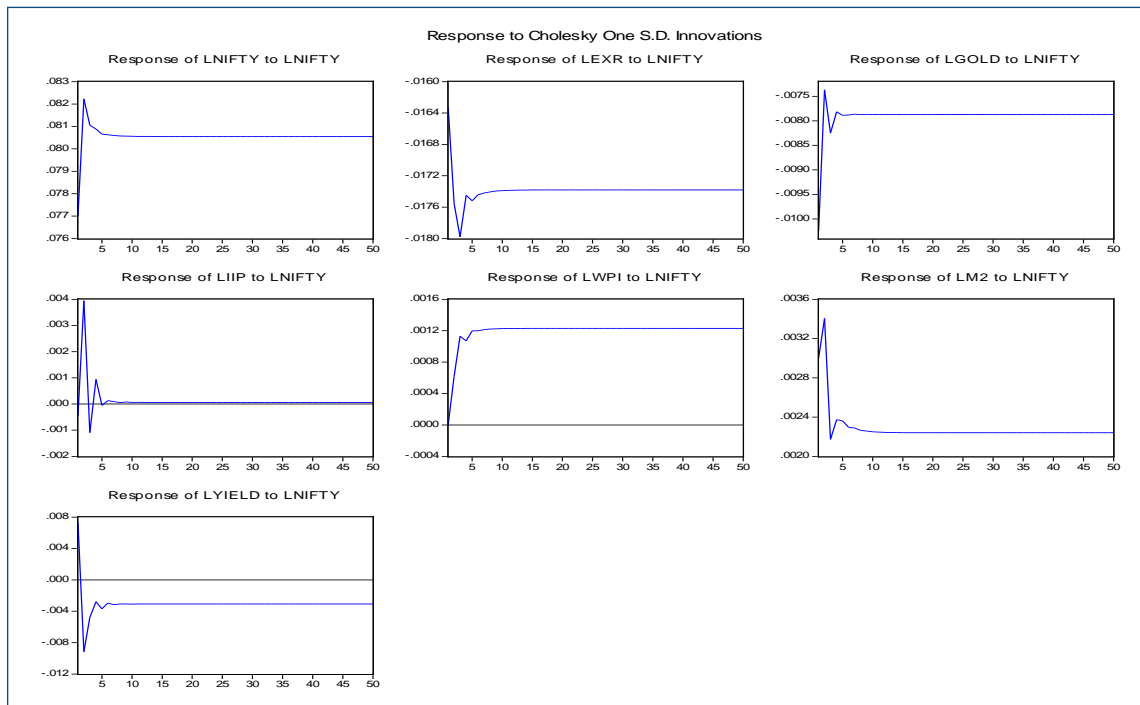 Response to Cholesky One S.D. Innovations
Response of LNIFTY to LNIFTY
.083
.082
.081
.080
.079
.078
.077
.076
5 10 15 20 25 30 35 40 45 50
Response of LEXR to LNIFTY
-.0160
-.0164
-.0168
-.0172
-.0176
-.0180
5 10 15 20 25 30 35 40 45 50
Response of LGOLD to LNIFTY
-.0075
-.0080
-.0085
-.0090
-.0095
-.0100
5 10 15 20 25 30 35 40 45 50
Response of LIIP to LNIFTY
.004
.003
.002
.001
.000
-.001
-.002
5 10 15 20 25 30 35 40 45 50
Response of LWPI to LNIFTY
.0016
.0012
.0008
.0004
.0000
-.0004
5 10 15 20 25 30 35 40 45 50
Response of LM2 to LNIFTY
.0036
.0032
.0028
.0024
.0020
5 10 15 20 25 30 35 40 45 50
Response of LYIELD to LNIFTY
.008
.004
.000
-.004
-.008
-.012
5 10 15 20 25 30 35 40 45 50